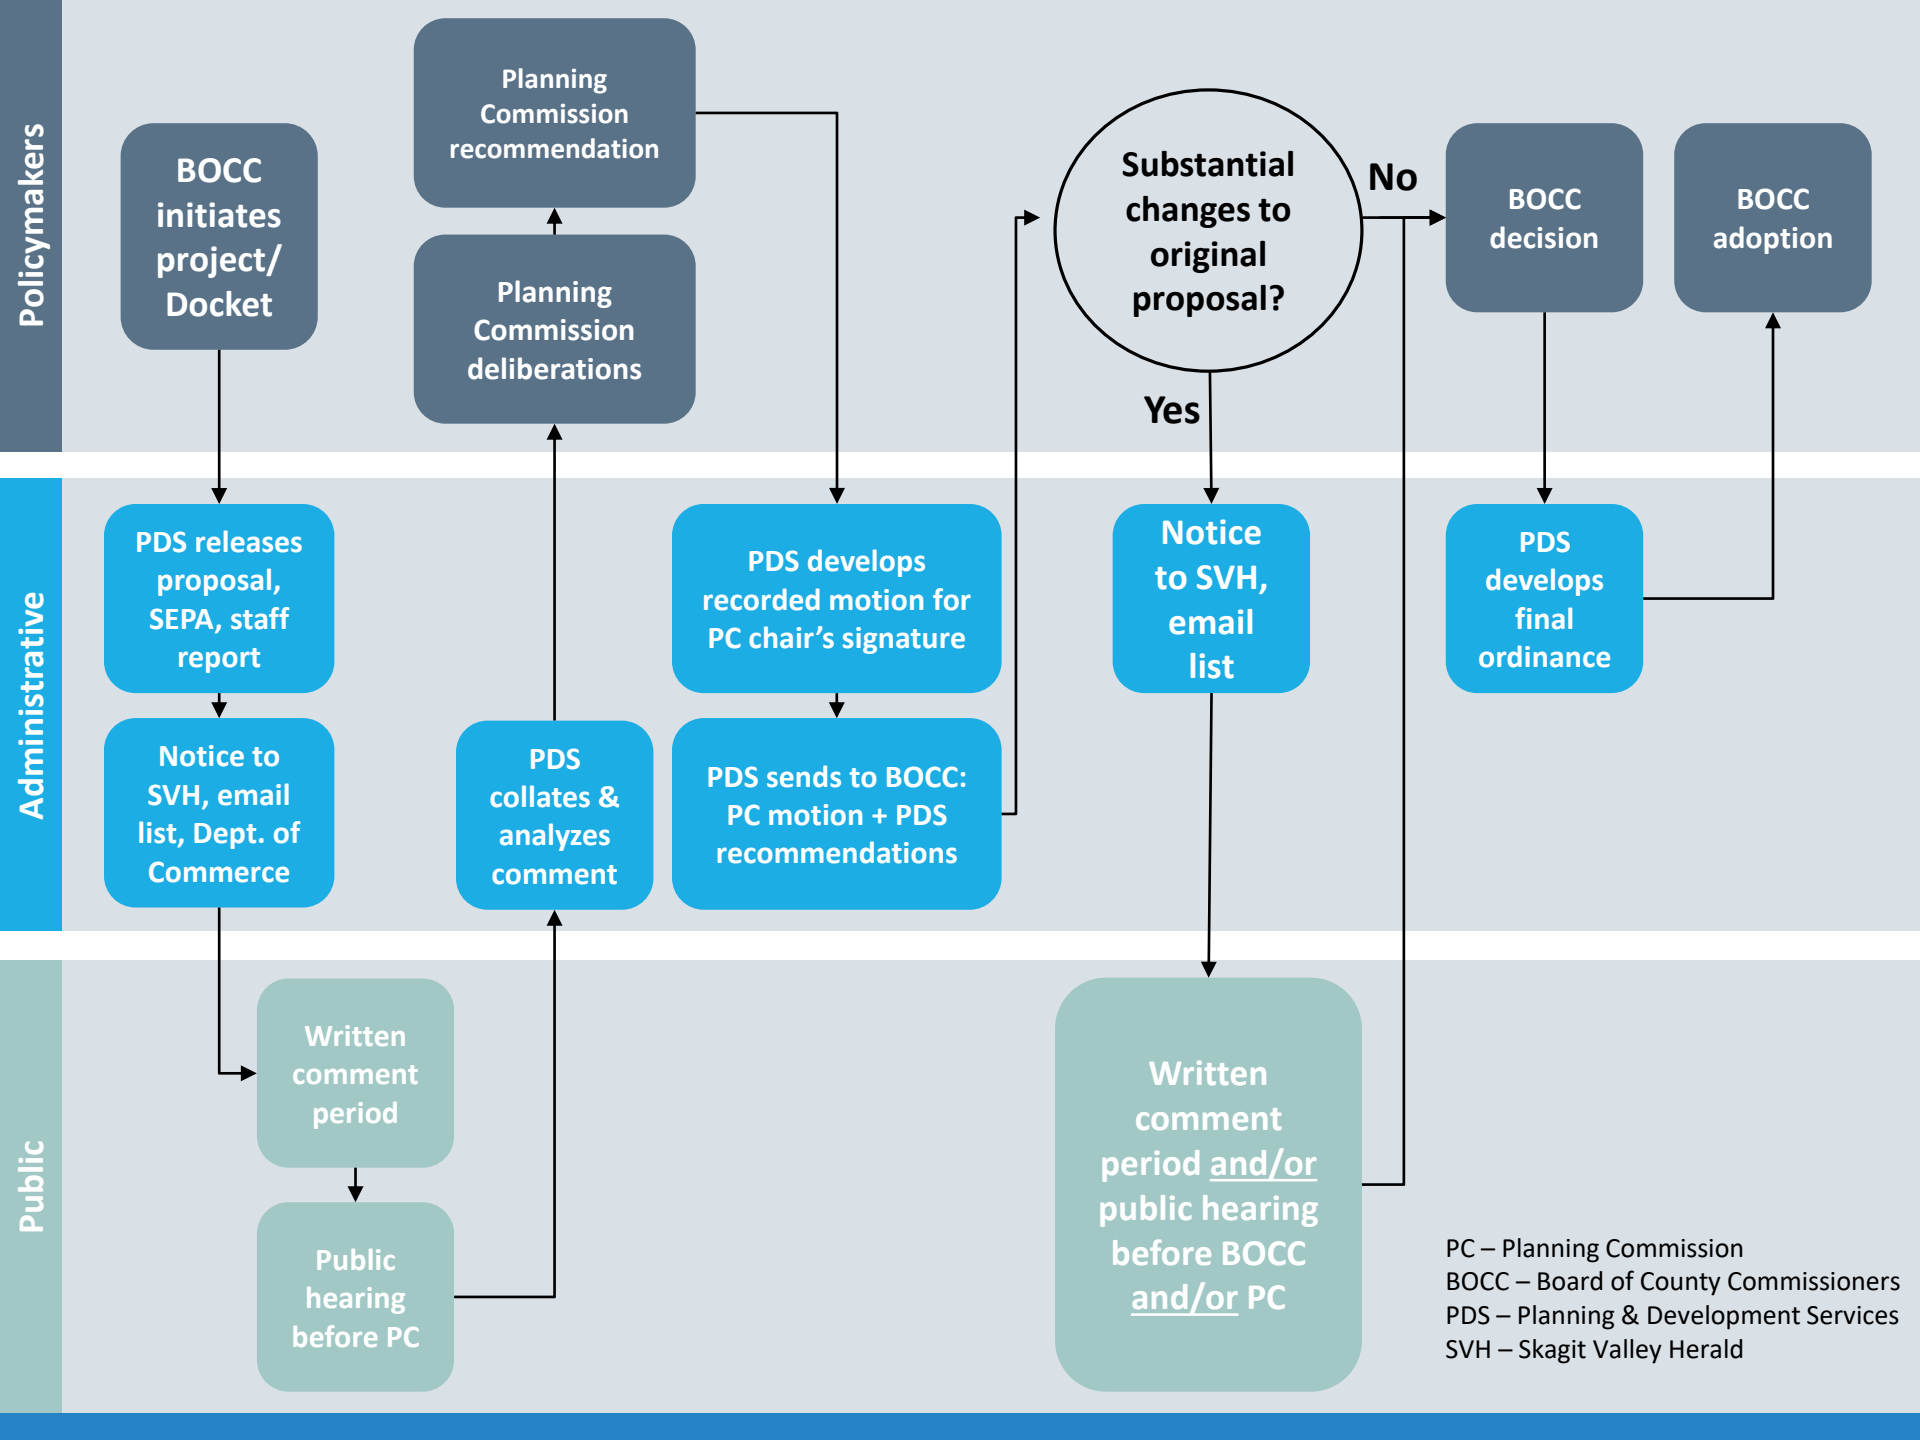 Policymakers
BOCC
initiates
project/
Docket
Planning
Commission
recommendation
Planning
Commission
deliberations
Substantial
changes to
original
proposal?
No
Yes
BOCC
decision
BOCC
adoption
Administrative
PDS releases
proposal,
SEPA, staff
report
Notice to
SVH, email
list, Dept. of
Commerce
PDS
collates &
analyzes
comment
PDS develops
recorded motion for
PC chair’s signature
PDS sends to BOCC:
PC motion + PDS
recommendations
Notice
to SVH,
email
list
PDS
develops
final
ordinance
Public
Written
comment
period
Public
hearing
before PC
Written
comment
period and/or
public hearing
before BOCC
and/or PC
PC – Planning Commission
BOCC – Board of County Commissioners
PDS – Planning & Development Services
SVH – Skagit Valley Herald